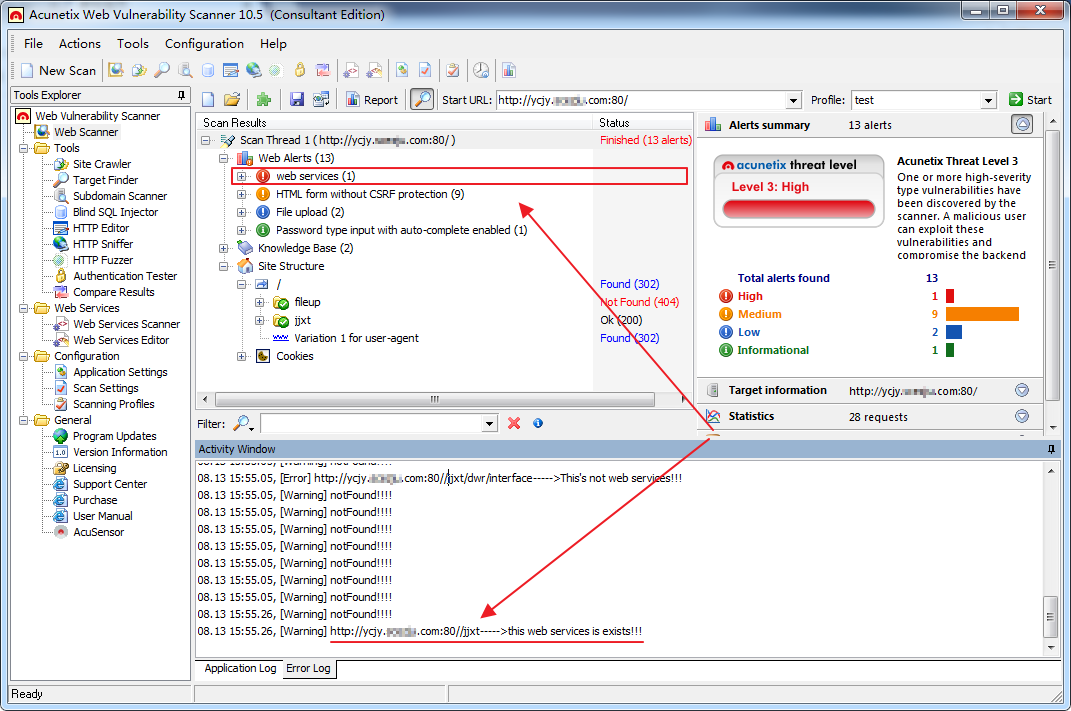 Acunetix Web Vulnerability Scanner 10.5 (Consultant Edition)
File Actions Tools Configuration Help
New Scan
Tools Explorer
Web Vulnerability Scanner
Web Scanner
Tools
Site Crawler
Target Finder
Subdomain Scanner
Blind SQL Injector
HTTP Editor
HTTP Sniffer
HTTP Fuzzer
Authentication Tester
Compare Results
Web Services
Web Services Scanner
Web Services Editor
Configuration
Application Settings
Scan Settings
Scanning Profiles
General
Program Updates
Version Information
Licensing
Support Center
Purchase
User Manual
AcuSensor
Report Start URL: http://ycjy. .com:80/ Profile: test Start
Scan Results Status
Scan Thread 1 ( http://ycjy. .com:80/ ) Finished (13 alerts)
Web Alerts (13)
web services (1)
HTML form without CSRF protection (9)
File upload (2)
Password type input with auto-complete enabled (1)
Knowledge Base (2)
Site Structure
/ Found (302)
fileup Not Found (404)
jjxt Ok (200)
Variation 1 for user-agent Found (302)
Cookies
Filter:
Alerts summary 13 alerts
acunetix threat level
Level 3: High
Acunetix Threat Level 3
One or more high-severity
type vulnerabilities have
been discovered by the
scanner. A malicious user
can exploit these
vulnerabilities and
compromise the backend
Total alerts found 13
High 1
Medium 9
Low 2
Informational 1
Target information http://ycjy. .com:80/
Statistics 28 requests
Activity Window
08.13 15:55.05, [Warning] notFound!!!!
08.13 15:55.05, [Error] http://ycjy. .com:80//jjxt/dwr/interface----->This's not web services!!!
08.13 15:55.05, [Warning] notFound!!!!
08.13 15:55.05, [Warning] notFound!!!!
08.13 15:55.05, [Warning] notFound!!!!
08.13 15:55.05, [Warning] notFound!!!!
08.13 15:55.05, [Warning] notFound!!!!
08.13 15:55.05, [Warning] notFound!!!!
08.13 15:55.05, [Warning] notFound!!!!
08.13 15:55.26, [Warning] notFound!!!!
08.13 15:55.26, [Warning] http://ycjy. .com:80//jjxt----->this web services is exists!!!
Application Log Error Log
Ready